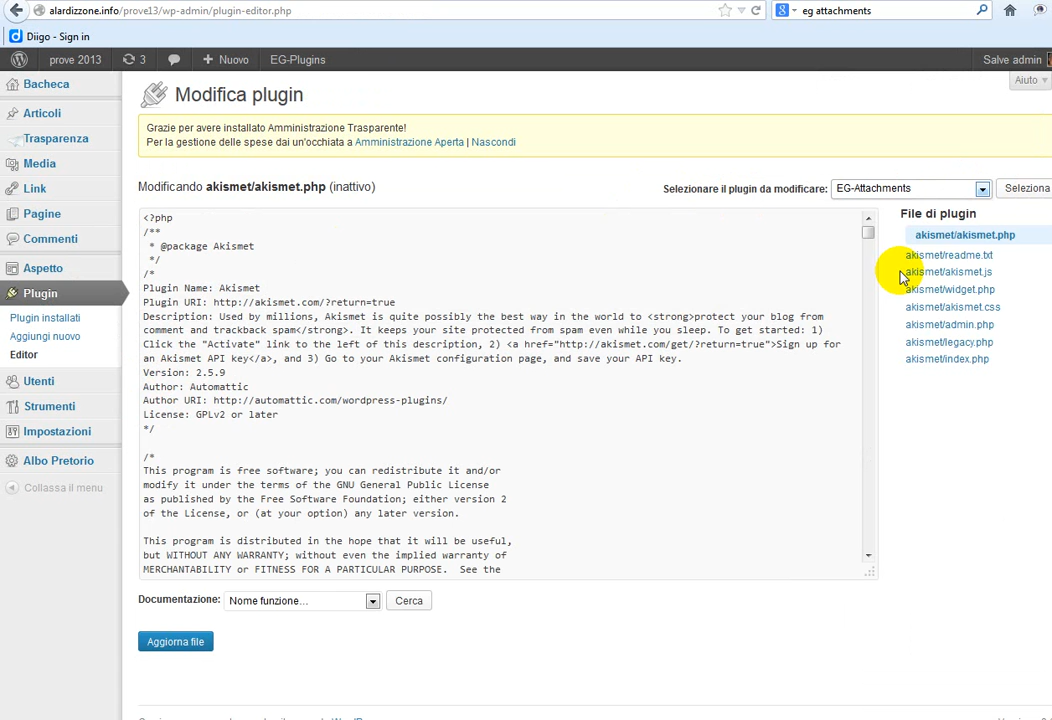 alardizzone.info/prove13/wp-admin/plugin-editor.php
eg attachments
Diigo - Sign in
prove 2013
3
Nuovo
EG-Plugins
Salve admin
Aiuto
Bacheca
Articoli
Trasparenza
Media
Link
Pagine
Commenti
Aspetto
Plugin
Plugin installati
Aggiungi nuovo
Editor
Utenti
Strumenti
Impostazioni
Albo Pretorio
Collassa il menu
Modifica plugin
Grazie per avere installato Amministrazione Trasparente!
Per la gestione delle spese dai un'occhiata a Amministrazione Aperta | Nascondi
Modificando akismet/akismet.php (inattivo)
Selezionare il plugin da modificare:
EG-Attachments
Seleziona
<?php
/**
* @package Akismet
*/
/*
Plugin Name: Akismet
Plugin URI: http://akismet.com/?return=true
Description: Used by millions, Akismet is quite possibly the best way in the world to <strong>protect your blog from
comment and trackback spam</strong>. It keeps your site protected from spam even while you sleep. To get started: 1)
Click the "Activate" link to the left of this description, 2) <a href="http://akismet.com/get/?return=true">Sign up for
an Akismet API key</a>, and 3) Go to your Akismet configuration page, and save your API key.
Version: 2.5.9
Author: Automattic
Author URI: http://automattic.com/wordpress-plugins/
License: GPLv2 or later
*/
/*
This program is free software; you can redistribute it and/or
modify it under the terms of the GNU General Public License
as published by the Free Software Foundation; either version 2
of the License, or (at your option) any later version.
This program is distributed in the hope that it will be useful,
but WITHOUT ANY WARRANTY; without even the implied warranty of
MERCHANTABILITY or FITNESS FOR A PARTICULAR PURPOSE. See the
File di plugin
akismet/akismet.php
akismet/readme.txt
akismet/akismet.js
akismet/widget.php
akismet/akismet.css
akismet/admin.php
akismet/legacy.php
akismet/index.php
Documentazione:
Nome funzione...
Cerca
Aggiorna file